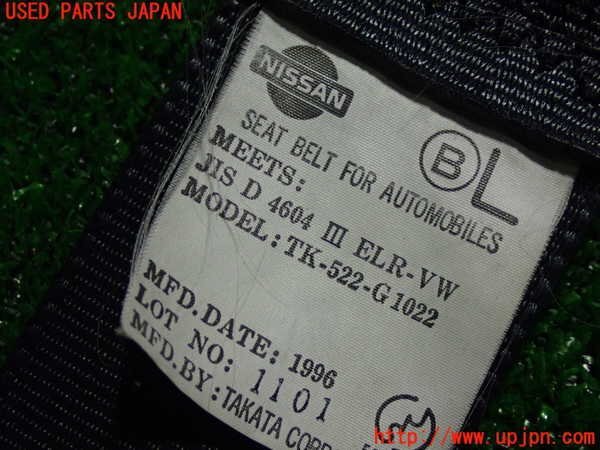 USED PARTS JAPAN
NISSAN
SEAT BELT FOR AUTOMOBILES
B L
MEETS:
JIS D 4604 III ELR-VW
MODEL: TK-522-G1022
MFD.DATE: 1996
LOT NO: 1101
MFD.BY: TAKATA CORP.
http://www.upjpn.com/